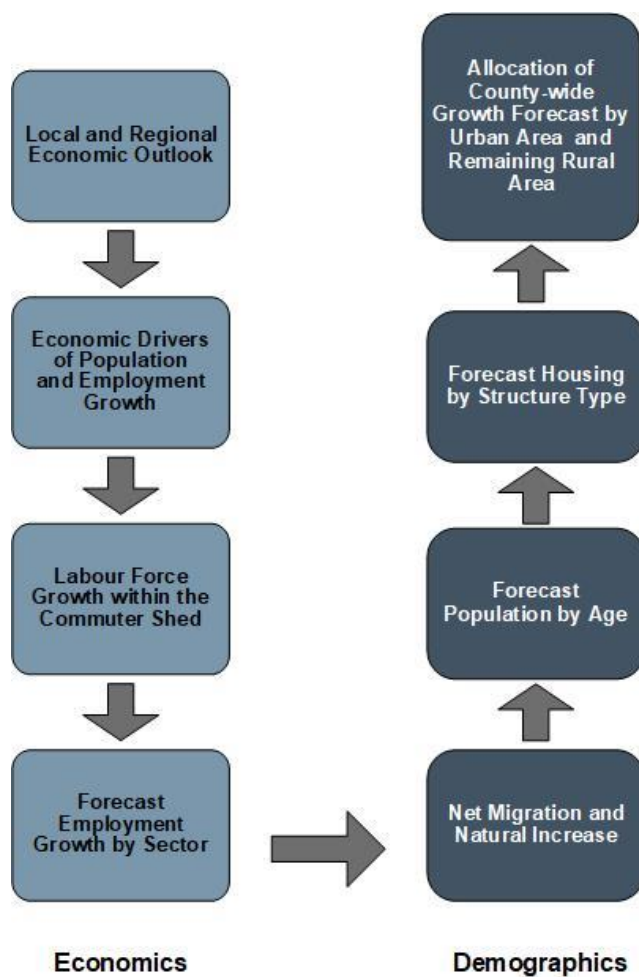 Local and Regional
Economic Outlook
Economic Drivers
of Population
and Employment
Growth
Labour Force
Growth within the
Commuter Shed
Forecast
Employment
Growth by Sector
Economics
Allocation of
County-wide
Growth Forecast by
Urban Area and
Remaining Rural
Area
Forecast Housing
by Structure Type
Forecast
Population by Age
Net Migration and
Natural Increase
Demographics